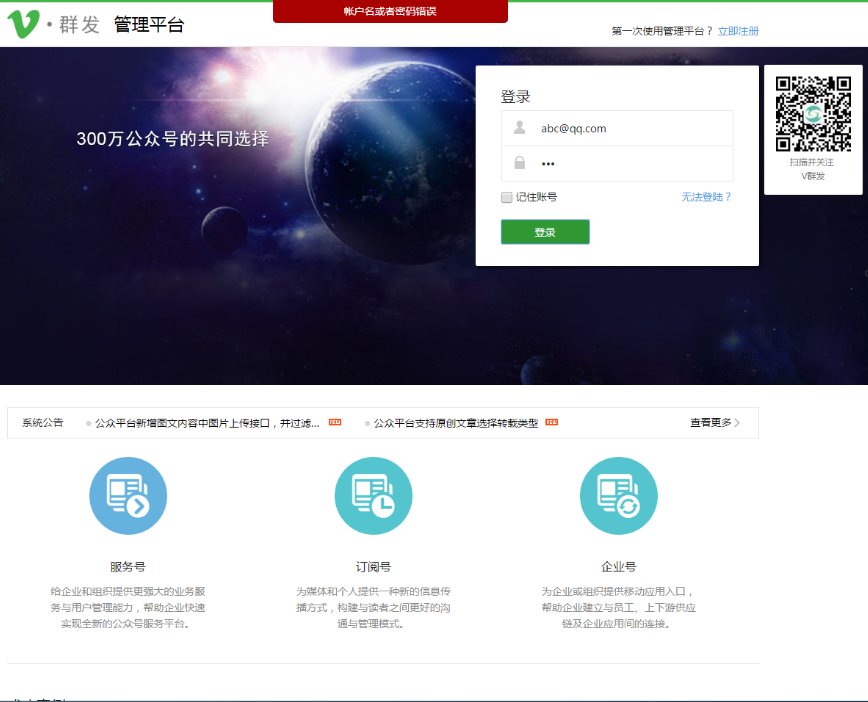 帐户名或者密码错误
V·群发 管理平台
第一次使用管理平台？ 立即注册
300万公众号的共同选择
登录
abc@qq.com
•••
记住账号
无法登陆？
登录
扫描并关注
V群发
系统公告
公众平台新增图文内容中图片上传接口，并过滤...
公众平台支持原创文章选择转载类型
查看更多
服务号
给企业和组织提供更强大的业务服
务与用户管理能力，帮助企业快速
实现全新的公众号服务平台。
订阅号
为媒体和个人提供一种新的信息传
播方式，构建与读者之间更好的沟
通与管理模式。
企业号
为企业或组织提供移动应用入口，
帮助企业建立与员工、上下游供应
链及企业应用间的连接。